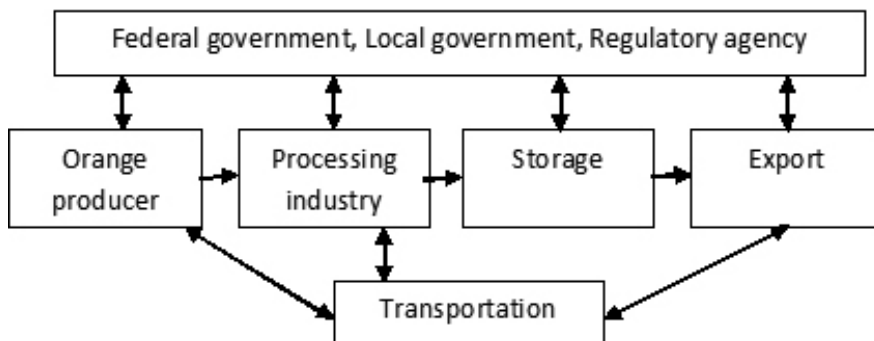 Federal government, Local government, Regulatory agency
Orange
producer
Processing
industry
Storage
Export
Transportation